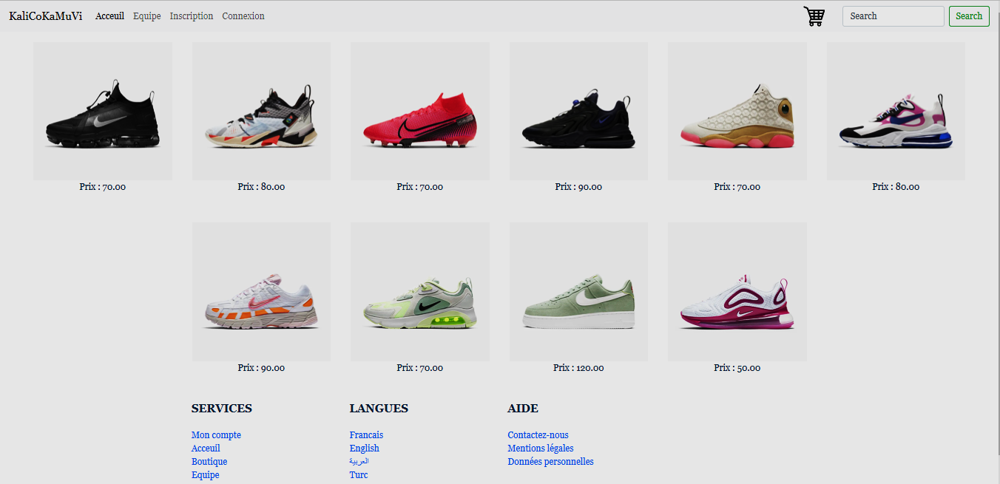 KaliCoKaMuVi Acceuil Equipe Inscription Connexion Search Search
Prix : 70.00 Prix : 80.00 Prix : 70.00 Prix : 90.00 Prix : 70.00 Prix : 80.00
Prix : 90.00 Prix : 70.00 Prix : 120.00 Prix : 50.00
SERVICES LANGUES AIDE
Mon compte Francais Contactez-nous
Acceuil English Mentions légales
Boutique العربية Données personnelles
Equipe Turc